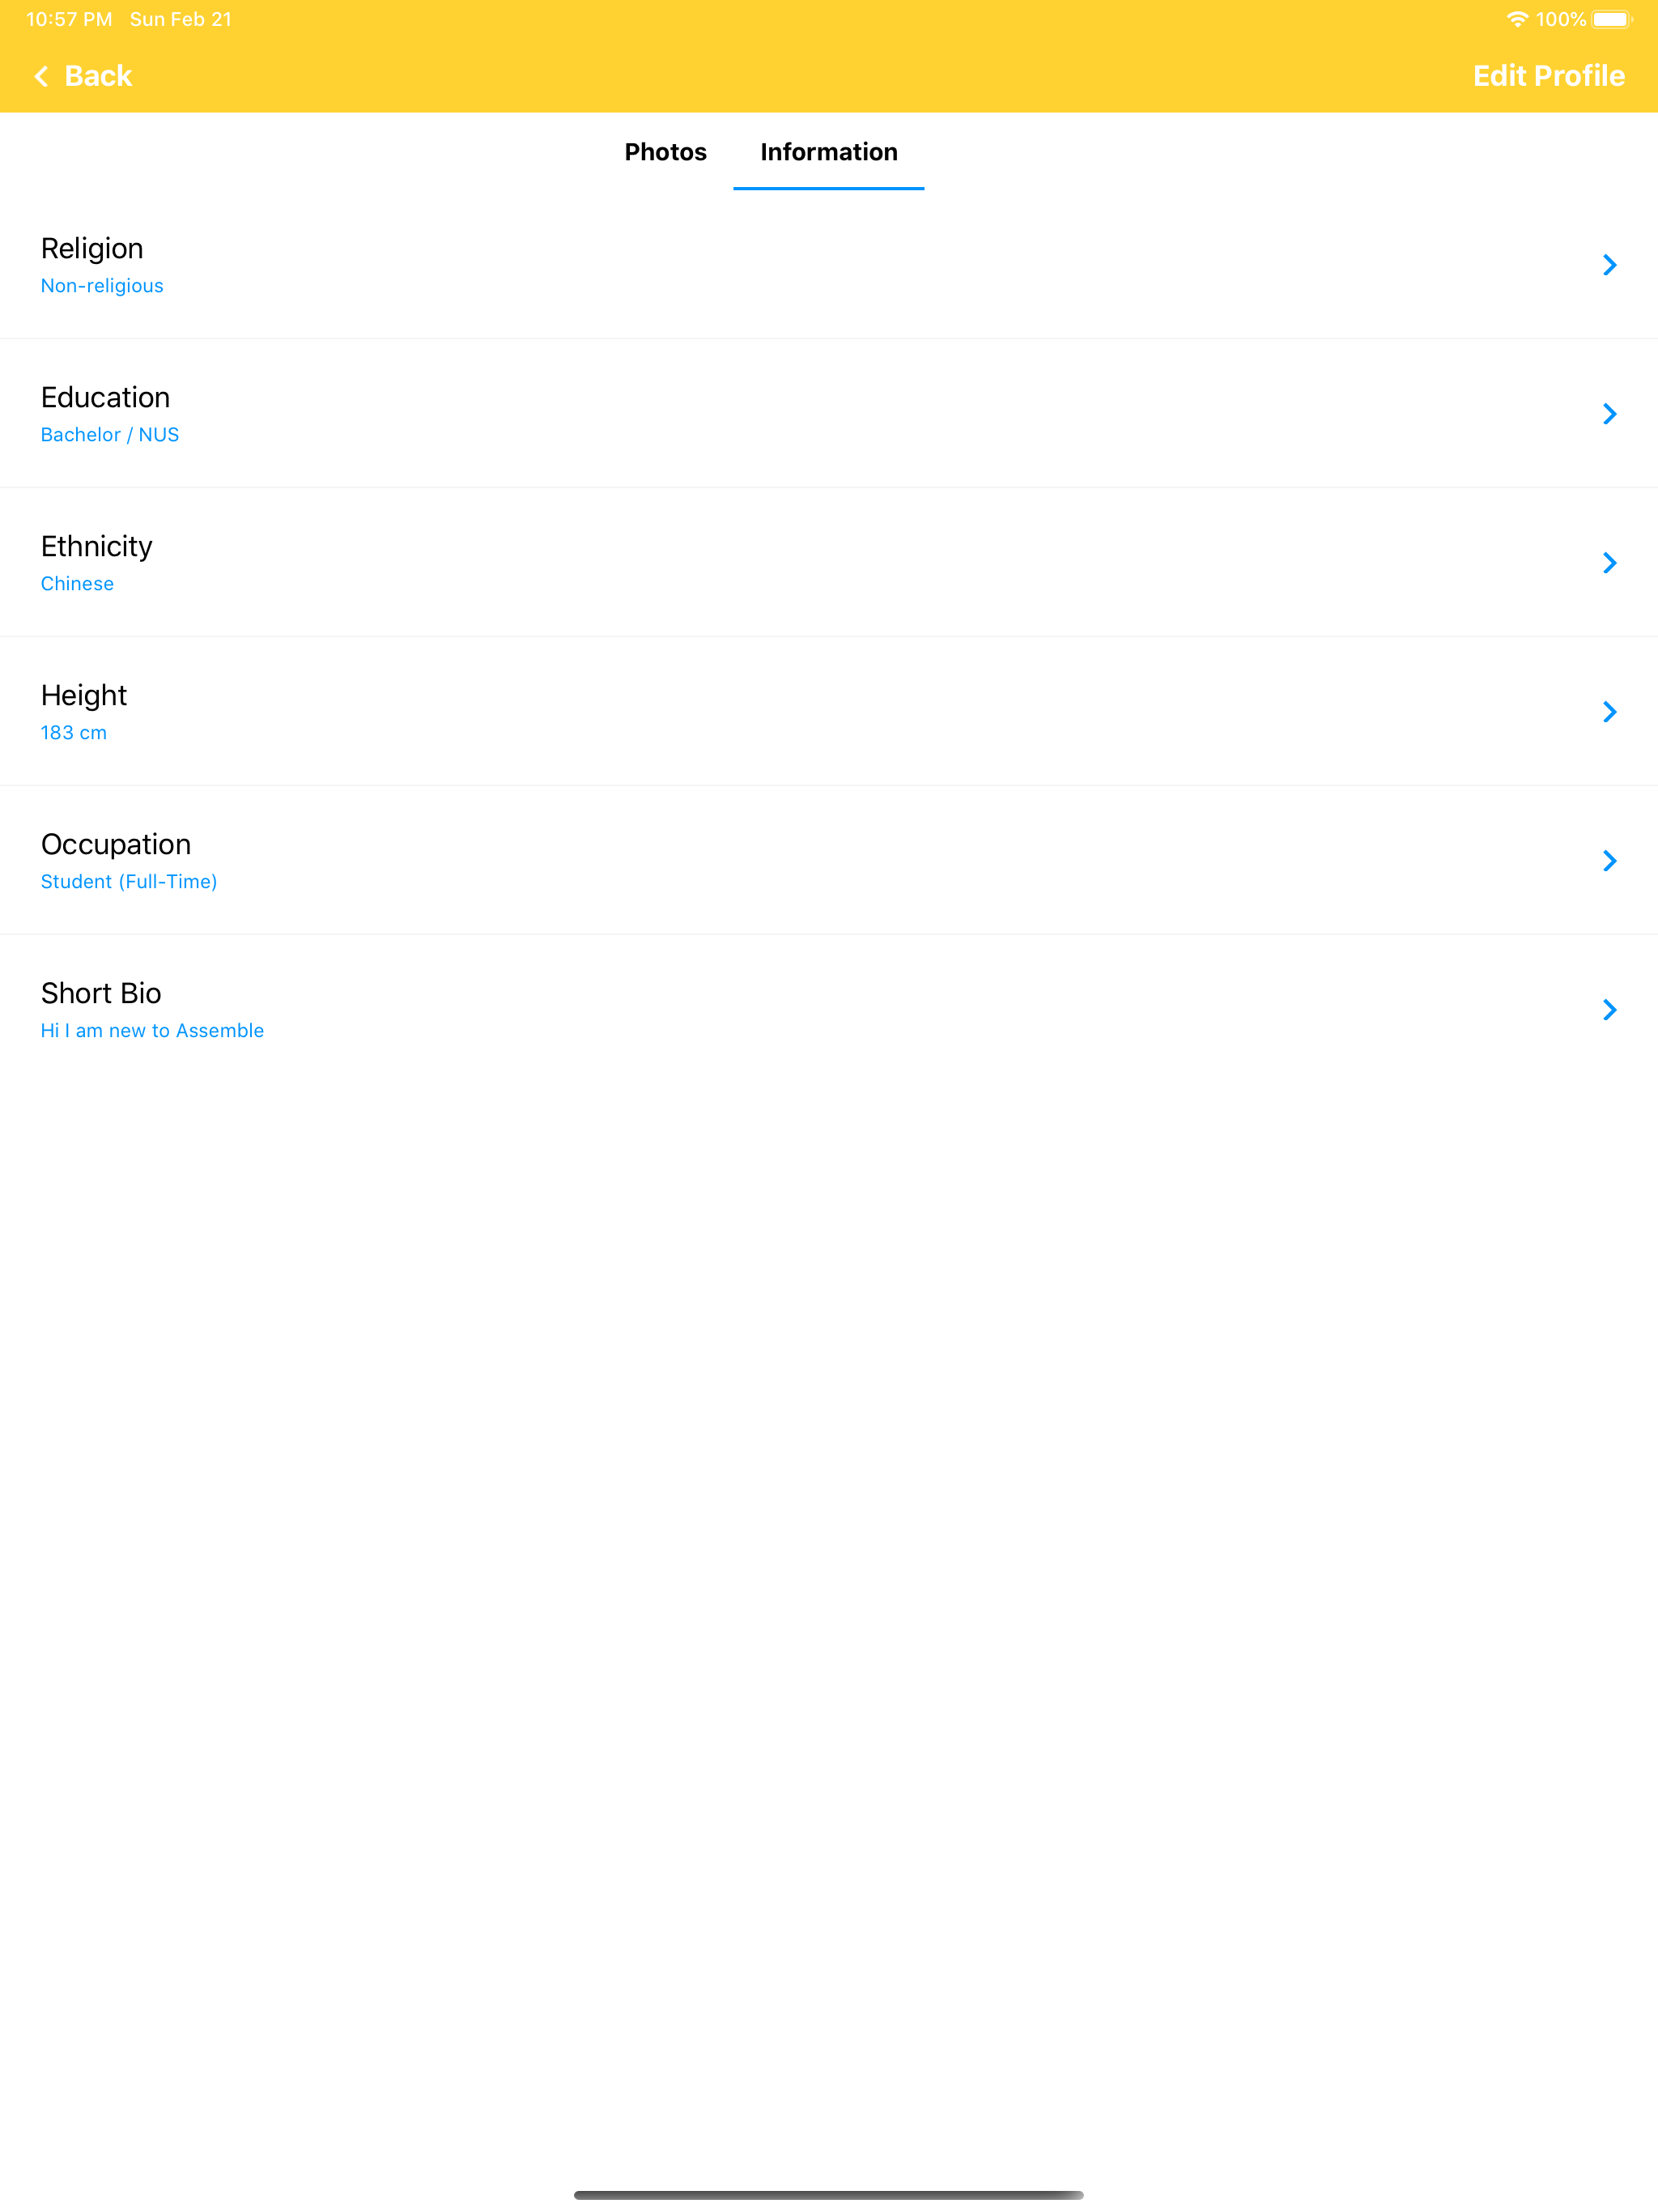 10:57 PM Sun Feb 21 100%
Back Edit Profile
Photos Information
Religion
Non-religious
Education
Bachelor / NUS
Ethnicity
Chinese
Height
183 cm
Occupation
Student (Full-Time)
Short Bio
Hi I am new to Assemble